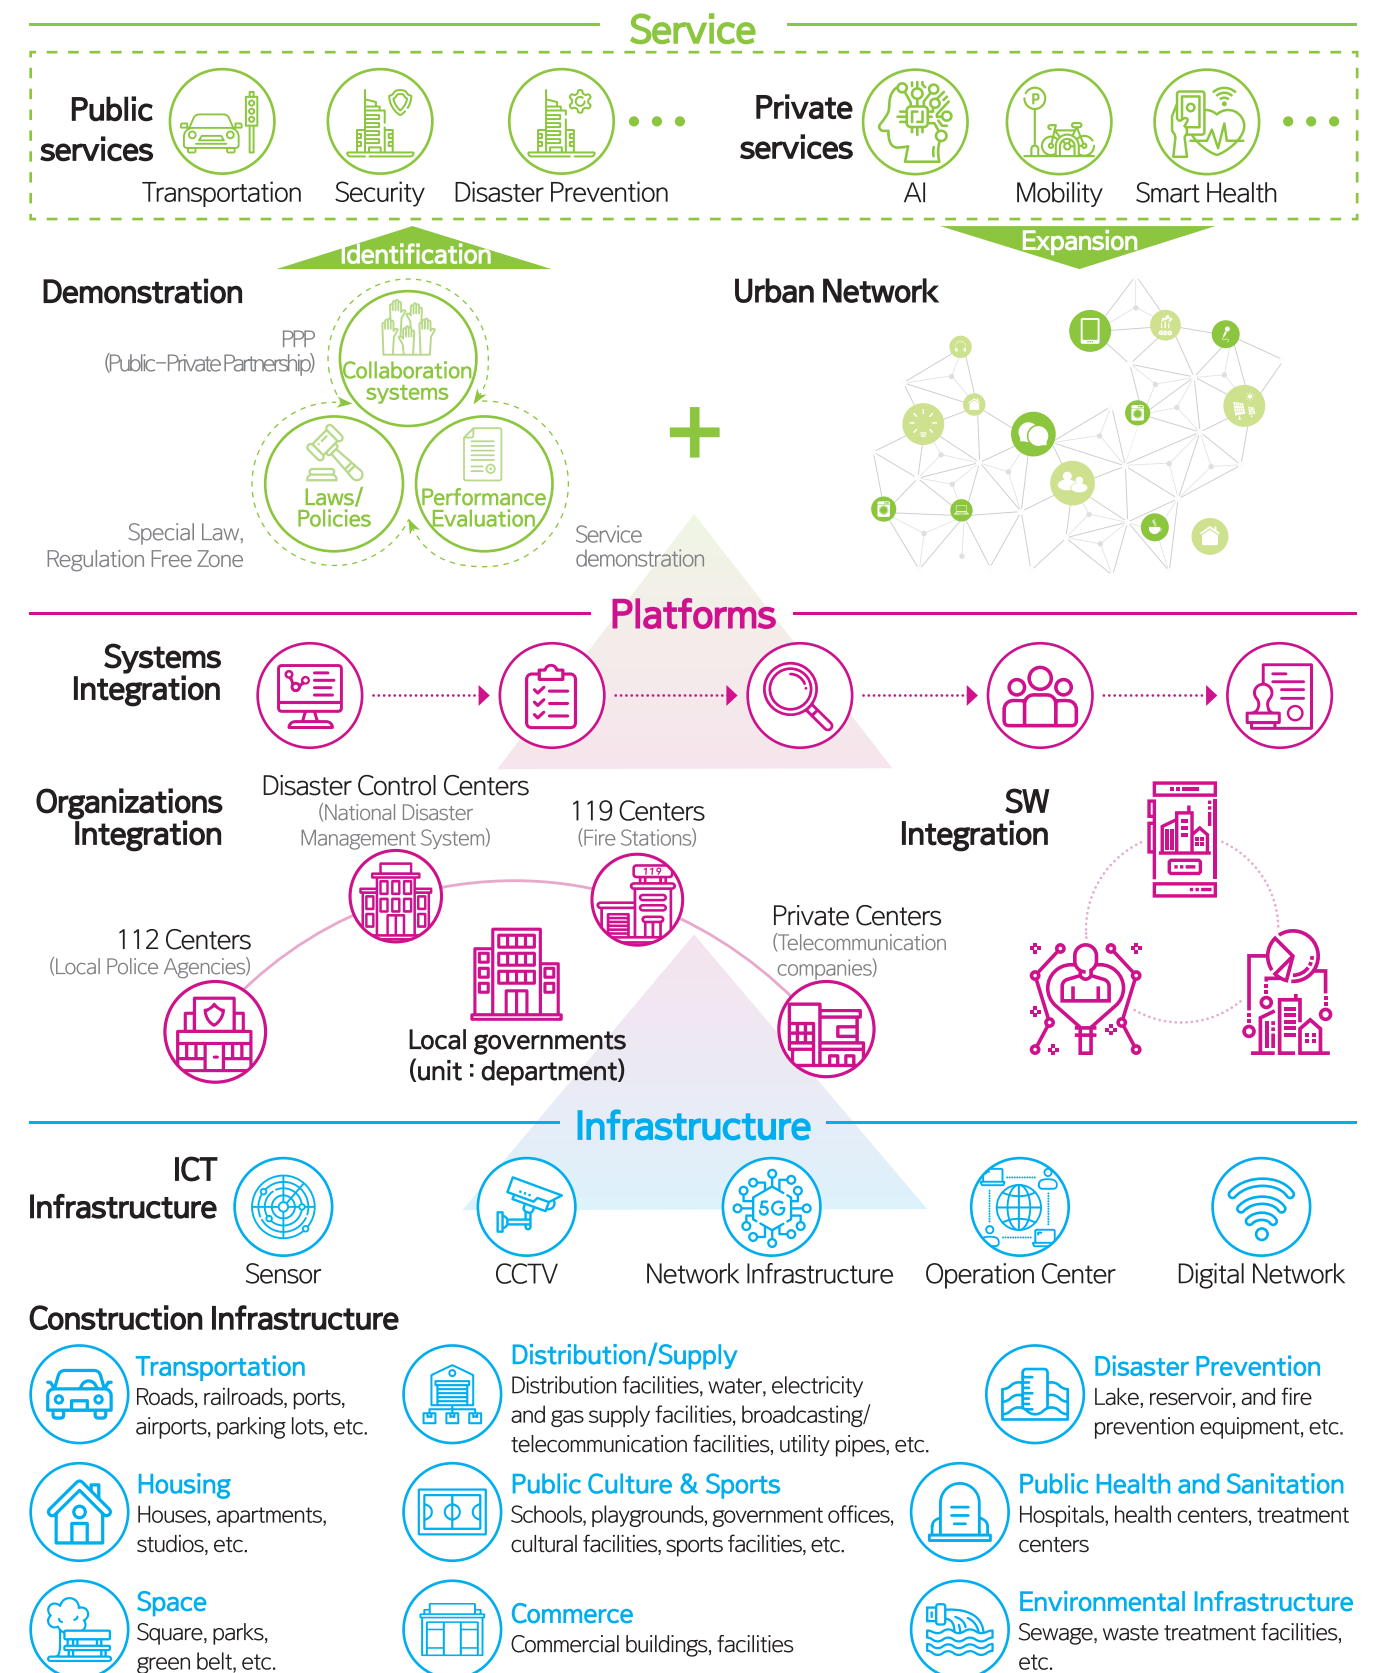 Service
Public
services
Transportation
Security
Disaster Prevention
Private
services
P
AI
Mobility
Smart Health
Identification
Expansion
Demonstration
PPP
(Public-Private Partnership)
Collaboration
systems
Laws/
Policies
Performance
Evaluation
Special Law,
Regulation Free Zone
Service
demonstration
+
Urban Network
Platforms
Systems
Integration
Organizations
Integration
Disaster Control Centers
(National Disaster
Management System)
119 Centers
(Fire Stations)
119
112 Centers
(Local Police Agencies)
Local governments
(unit : department)
Private Centers
(Telecommunication
companies)
SW
Integration
Infrastructure
ICT
Infrastructure
Sensor
CCTV
5G
Network Infrastructure
Operation Center
Digital Network
Construction Infrastructure
Transportation
Roads, railroads, ports,
airports, parking lots, etc.
Distribution/Supply
Distribution facilities, water, electricity
and gas supply facilities, broadcasting/
telecommunication facilities, utility pipes, etc.
Disaster Prevention
Lake, reservoir, and fire
prevention equipment, etc.
Housing
Houses, apartments,
studios, etc.
Public Culture & Sports
Schools, playgrounds, government offices,
cultural facilities, sports facilities, etc.
Public Health and Sanitation
Hospitals, health centers, treatment
centers
Space
Square, parks,
green belt, etc.
Commerce
Commercial buildings, facilities
Environmental Infrastructure
Sewage, waste treatment facilities,
etc.